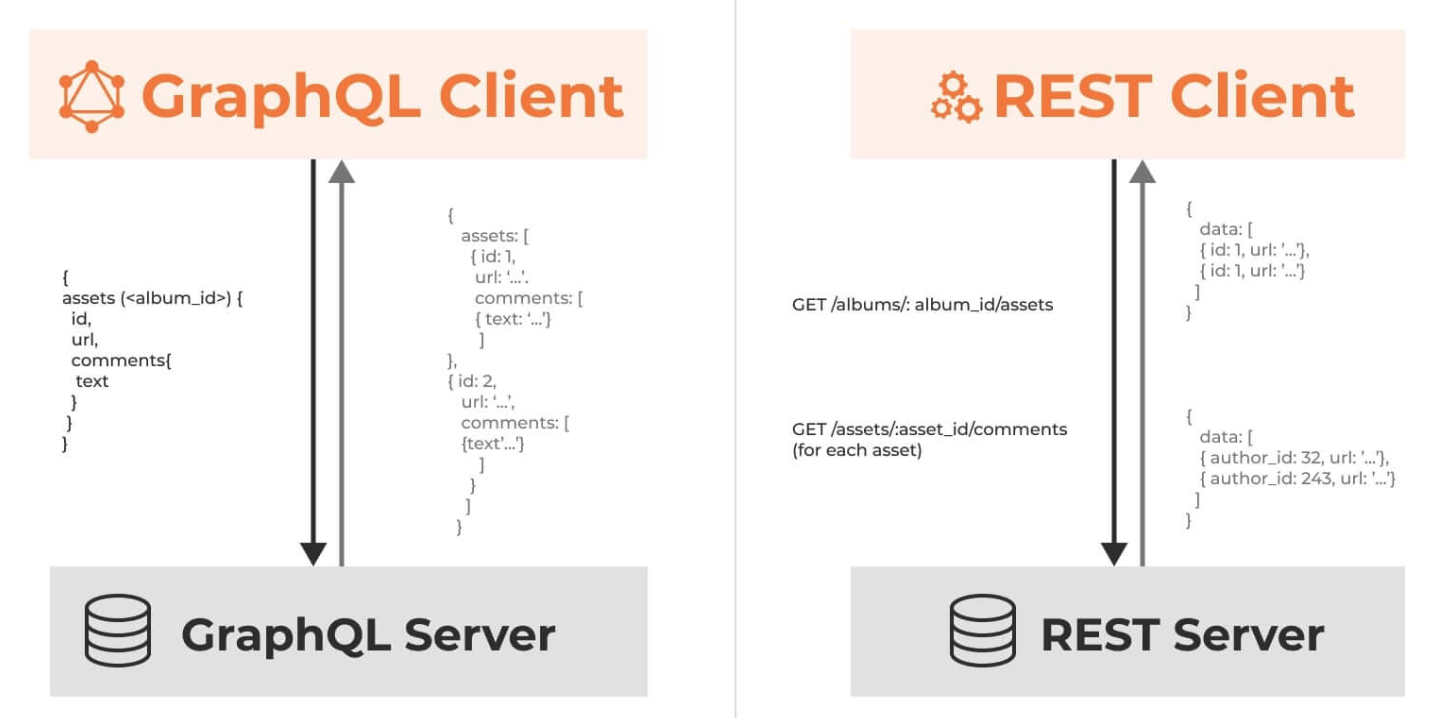 GraphQL Client
{
assets (<album_id>) {
id,
url,
comments{
text
}
}
}
{
assets: [
{ id: 1,
url: ‘...’.
comments: [
{ text: ‘...’}
]
},
{ id: 2,
url: ‘...’,
comments: [
{text’...’}
]
}
]
}
GraphQL Server
REST Client
GET /albums/: album_id/assets
{
data: [
{ id: 1, url: ’...’},
{ id: 1, url: ’...’}
]
}
GET /assets/:asset_id/comments
(for each asset)
{
data: [
{ author_id: 32, url: ’...’},
{ author_id: 243, url: ’...’}
]
}
REST Server